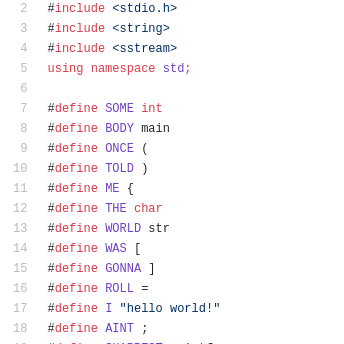 2 #include <stdio.h>
3 #include <string>
4 #include <sstream>
5 using namespace std;
6
7 #define SOME int
8 #define BODY main
9 #define ONCE (
10 #define TOLD )
11 #define ME {
12 #define THE char
13 #define WORLD str
14 #define WAS [
15 #define GONNA ]
16 #define ROLL =
17 #define I "hello world!"
18 #define AINT ;